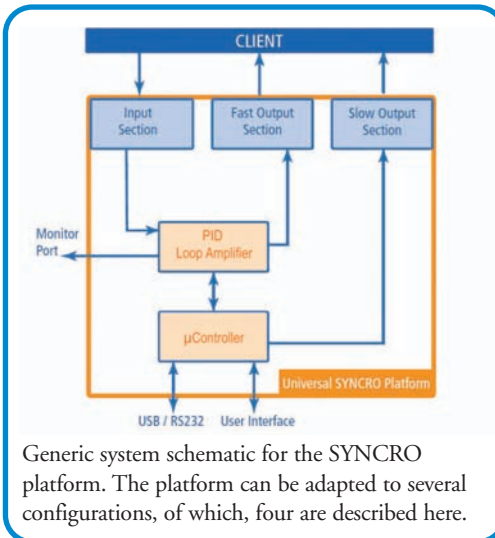 CLIENT
Input
Section
Fast Output
Section
Slow Output
Section
Monitor
Port
PID
Loop Amplifier
µController
Universal SYNCRO Platform
USB / RS232
User Interface
Generic system schematic for the SYNCRO
platform. The platform can be adapted to several
configurations, of which, four are described here.